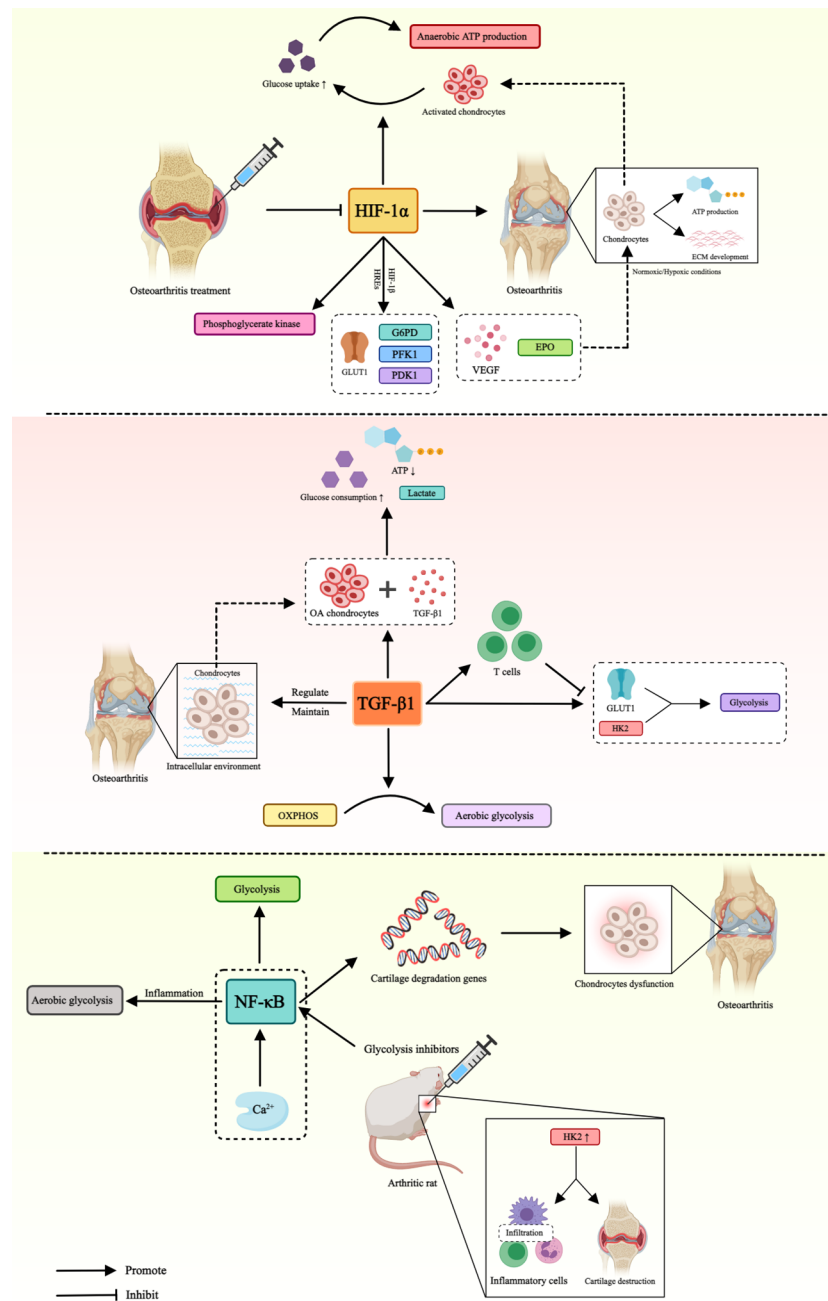 Anaerobic ATP production
Glucose uptake ↑
Activated chondrocytes
HIF-1α
ATP production
Chondrocytes
ECM development
Osteoarthritis treatment
Osteoarthritis
Normoxic/Hypoxic conditions
HIF-1β
HREs
Phosphoglycerate kinase
G6PD
GLUT1
PFK1
PDK1
VEGF
EPO
ATP ↓
Glucose consumption ↑
Lactate
OA chondrocytes
TGF-β1
T cells
Chondrocytes
Regulate
Maintain
TGF-β1
GLUT1
HK2
Glycolysis
Intracellular environment
Osteoarthritis
OXPHOS
Aerobic glycolysis
Glycolysis
Cartilage degradation genes
Chondrocytes dysfunction
Osteoarthritis
Aerobic glycolysis
Inflammation
NF-κB
Glycolysis inhibitors
Ca²⁺
Arthritic rat
HK2 ↑
Infiltration
Inflammatory cells
Cartilage destruction
Promote
Inhibit